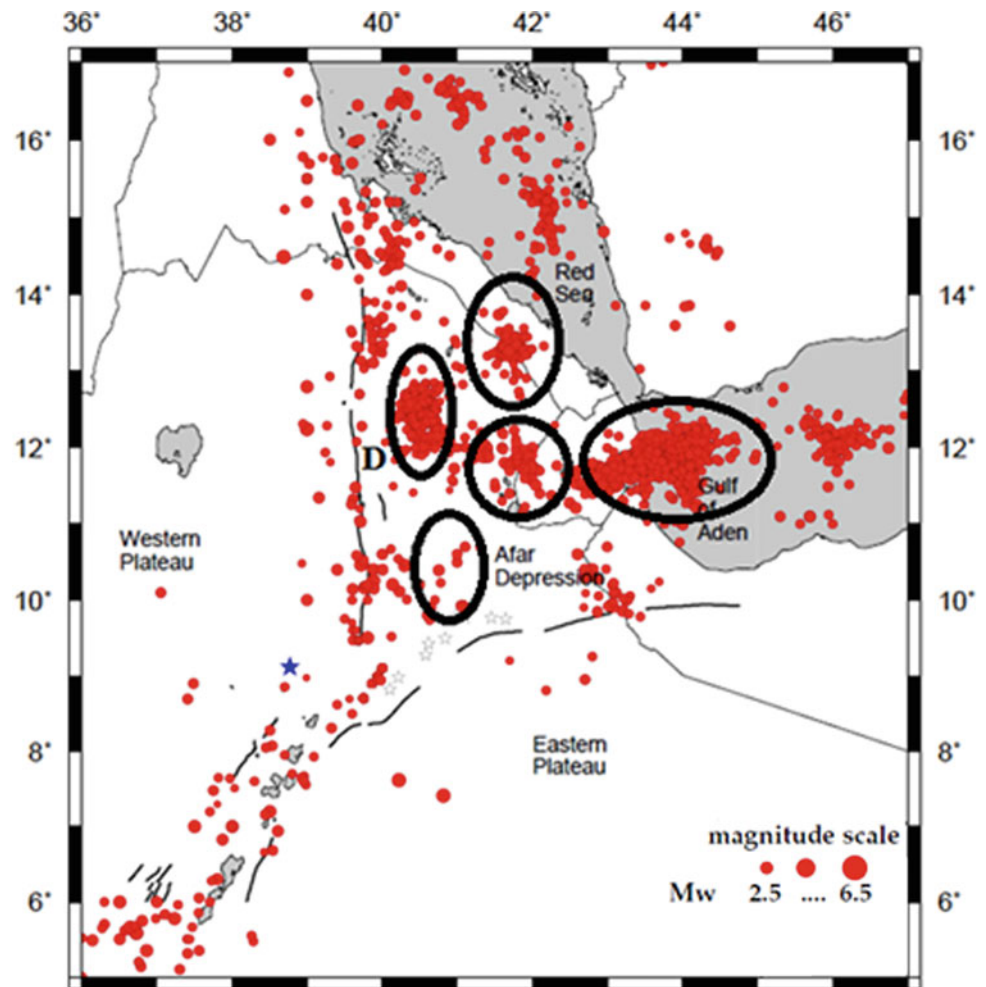 36˚ 38˚ 40˚ 42˚ 44˚ 46˚
16˚ 16˚
Red
Sea
14˚ 14˚
12˚ 12˚
D
Gulf
of
Aden
Western
Plateau
Afar
Depression
10˚ 10˚
8˚ 8˚
Eastern
Plateau
magnitude scale
Mw 2.5 .... 6.5
6˚ 6˚